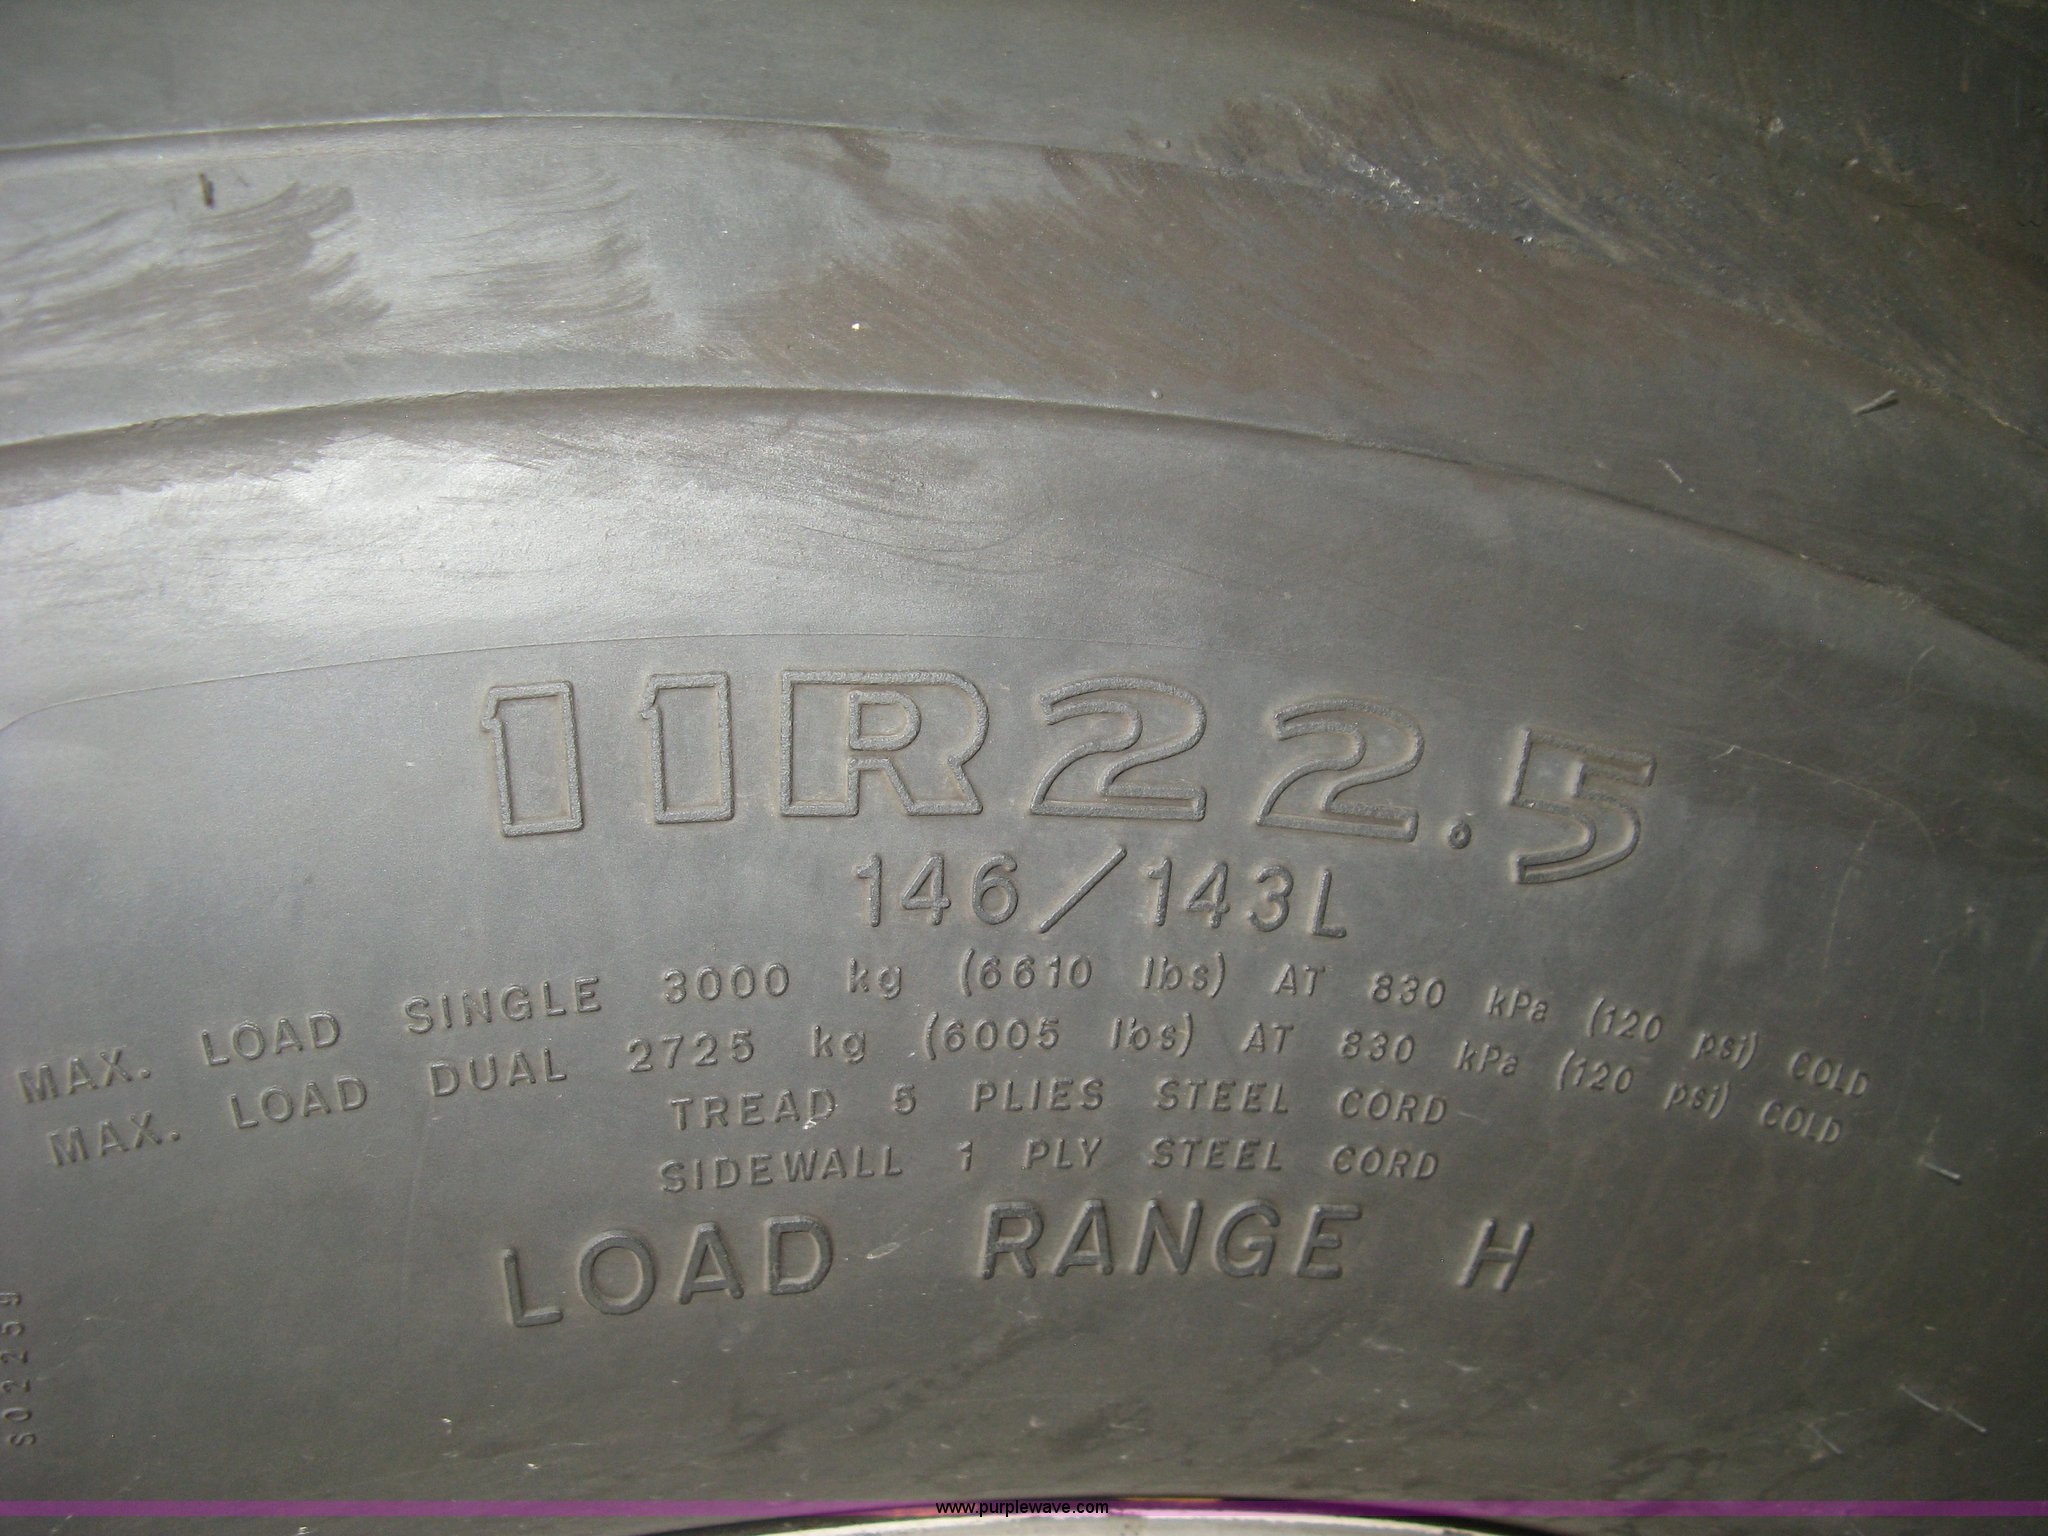 11R22.5
146/143L
MAX. LOAD SINGLE 3000 kg (6610 lbs) AT 830 kPa (120 psi) COLD
MAX. LOAD DUAL 2725 kg (6005 lbs) AT 830 kPa (120 psi) COLD
TREAD 5 PLIES STEEL CORD
SIDEWALL 1 PLY STEEL CORD
LOAD RANGE H
S02259
www.purplewave.com